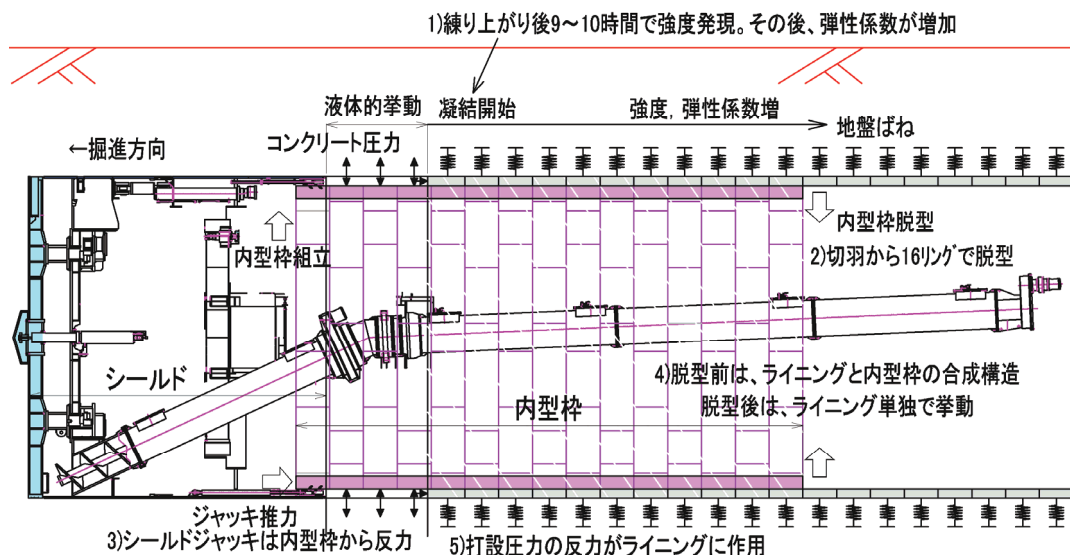 1)練り上がり後9～10時間で強度発現。その後、弾性係数が増加
液体的挙動
凝結開始
強度，弾性係数増
地盤ばね
←掘進方向
コンクリート圧力
内型枠組立
内型枠脱型
2)切羽から16リングで脱型
シールド
内型枠
4)脱型前は、ライニングと内型枠の合成構造
脱型後は、ライニング単独で挙動
ジャッキ推力
3)シールドジャッキは内型枠から反力
5)打設圧力の反力がライニングに作用